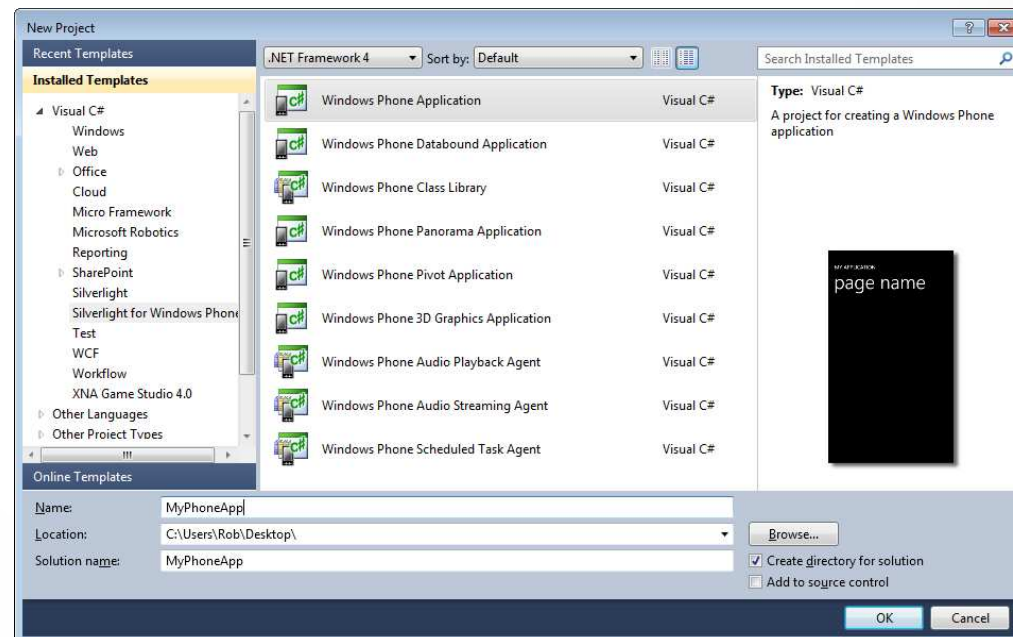 New Project
Recent Templates
Installed Templates
Visual C#
Windows
Web
Office
Cloud
Micro Framework
Microsoft Robotics
Reporting
SharePoint
Silverlight
Silverlight for Windows Phone
Test
WCF
Workflow
XNA Game Studio 4.0
Other Languages
Other Project Types
Online Templates
.NET Framework 4 Sort by: Default
Windows Phone Application Visual C#
Windows Phone Databound Application Visual C#
Windows Phone Class Library Visual C#
Windows Phone Panorama Application Visual C#
Windows Phone Pivot Application Visual C#
Windows Phone 3D Graphics Application Visual C#
Windows Phone Audio Playback Agent Visual C#
Windows Phone Audio Streaming Agent Visual C#
Windows Phone Scheduled Task Agent Visual C#
Search Installed Templates
Type: Visual C#
A project for creating a Windows Phone
application
MY APPLICATION
page name
Name: MyPhoneApp
Location: C:\Users\Rob\Desktop\
Browse...
Solution name: MyPhoneApp
Create directory for solution
Add to source control
OK Cancel